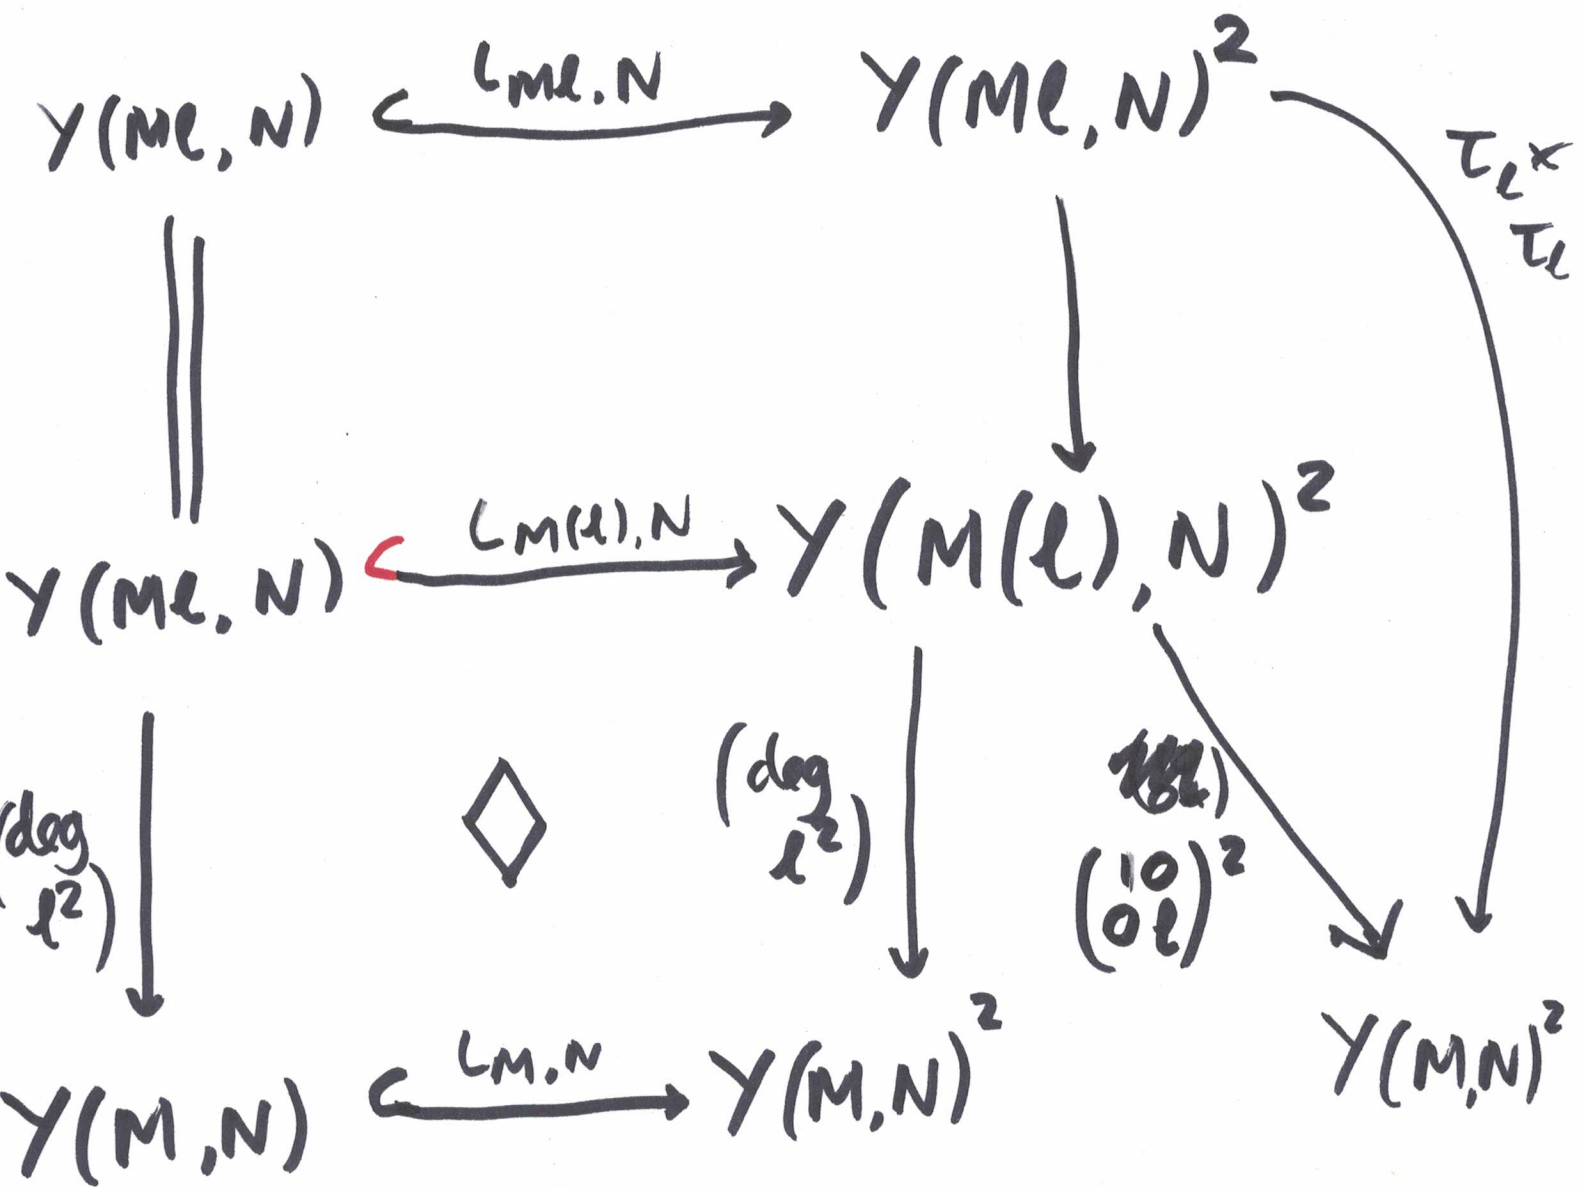 Y(Mℓ, N) ι_{Mℓ,N} Y(Mℓ, N)²
τ_ℓ ×
τ_ℓ
Y(Mℓ, N) ι_{M(ℓ),N} Y(M(ℓ), N)²
(deg
ℓ²)
(deg
ℓ²)
(1 0
0 ℓ)²
Y(M, N) ι_{M,N} Y(M, N)²
Y(M,N)²